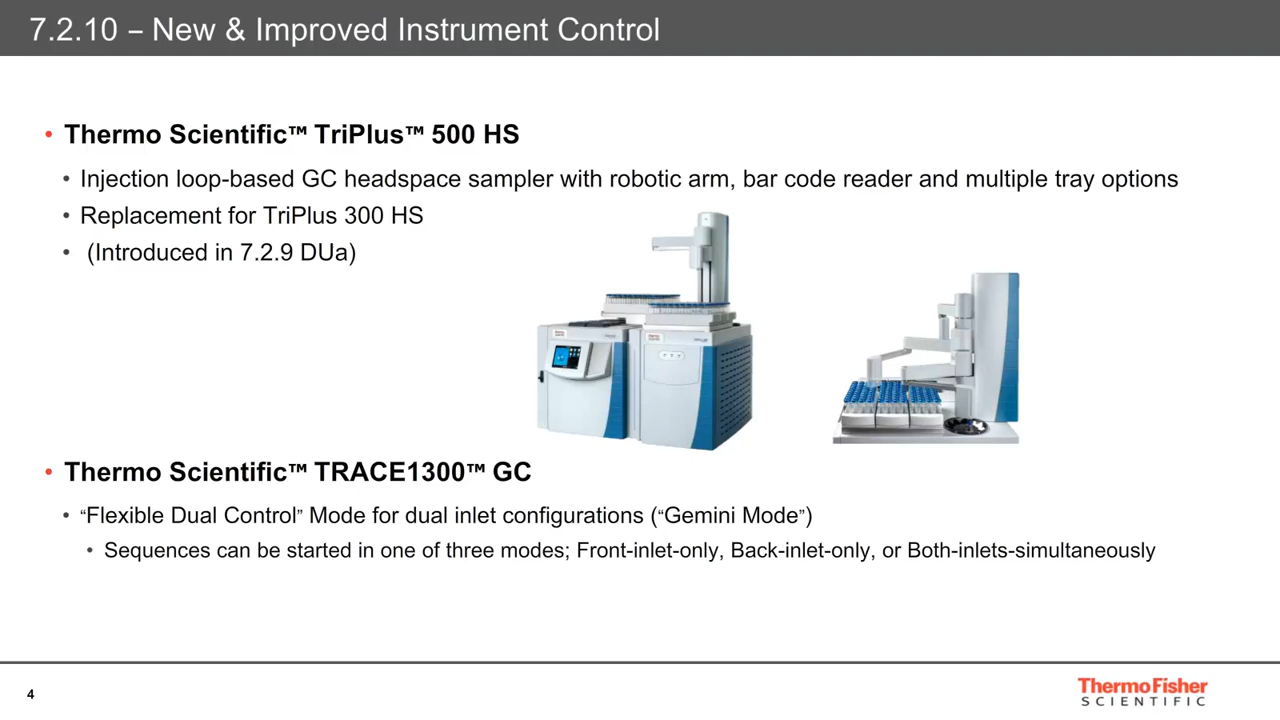 7.2.10 – New & Improved Instrument Control
• Thermo Scientific™ TriPlus™ 500 HS
• Injection loop-based GC headspace sampler with robotic arm, bar code reader and multiple tray options
• Replacement for TriPlus 300 HS
• (Introduced in 7.2.9 DUa)
• Thermo Scientific™ TRACE1300™ GC
• “Flexible Dual Control” Mode for dual inlet configurations (“Gemini Mode”)
• Sequences can be started in one of three modes; Front-inlet-only, Back-inlet-only, or Both-inlets-simultaneously
4
ThermoFisher
SCIENTIFIC